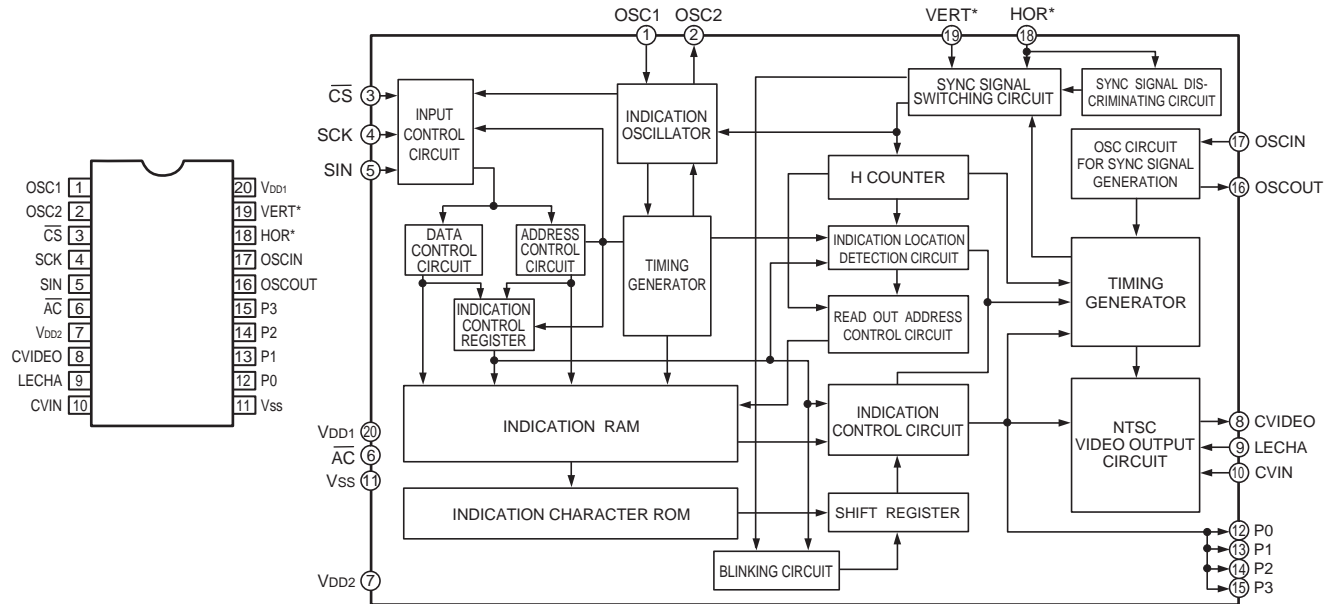 OSC1 1
OSC2 2
C̅S̅ 3
SCK 4
SIN 5
A̅C̅ 6
VDD2 7
CVIDEO 8
LECHA 9
CVIN 10
20 VDD1
19 VERT*
18 HOR*
17 OSCIN
16 OSCOUT
15 P3
14 P2
13 P1
12 P0
11 Vss
OSC1 OSC2
1 2
VERT* HOR*
19 18
C̅S̅ 3
SCK 4
SIN 5
INPUT
CONTROL
CIRCUIT
INDICATION
OSCILLATOR
SYNC SIGNAL
SWITCHING CIRCUIT
SYNC SIGNAL DIS-
CRIMINATING CIRCUIT
OSC CIRCUIT
FOR SYNC SIGNAL
GENERATION
17 OSCIN
16 OSCOUT
H COUNTER
DATA
CONTROL
CIRCUIT
ADDRESS
CONTROL
CIRCUIT
TIMING
GENERATOR
INDICATION LOCATION
DETECTION CIRCUIT
TIMING
GENERATOR
INDICATION
CONTROL
REGISTER
READ OUT ADDRESS
CONTROL CIRCUIT
INDICATION RAM
INDICATION
CONTROL CIRCUIT
NTSC
VIDEO OUTPUT
CIRCUIT
8 CVIDEO
9 LECHA
10 CVIN
VDD1 20
A̅C̅ 6
Vss 11
INDICATION CHARACTER ROM
SHIFT REGISTER
BLINKING CIRCUIT
VDD2 7
12 P0
13 P1
14 P2
15 P3